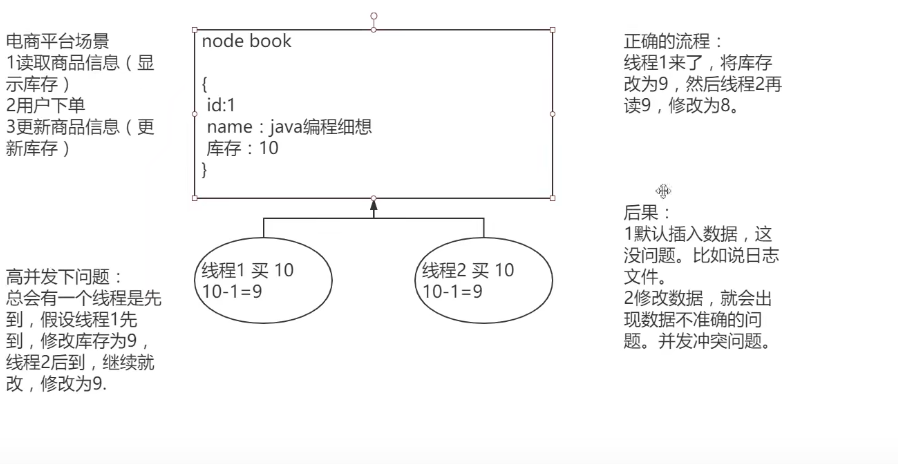 电商平台场景
1读取商品信息（显
示库存）
2用户下单
3更新商品信息（更
新库存）
高并发下问题：
总会有一个线程是先
到，假设线程1先
到，修改库存为9，
线程2后到，继续就
改，修改为9.
node book
{
id:1
name：java编程细想
库存：10
}
线程1 买 10
10-1=9
线程2 买 10
10-1=9
正确的流程：
线程1来了，将库存
改为9，然后线程2再
读9，修改为8。
后果：
1默认插入数据，这
没问题。比如说日志
文件。
2修改数据，就会出
现数据不准确的问
题。并发冲突问题。